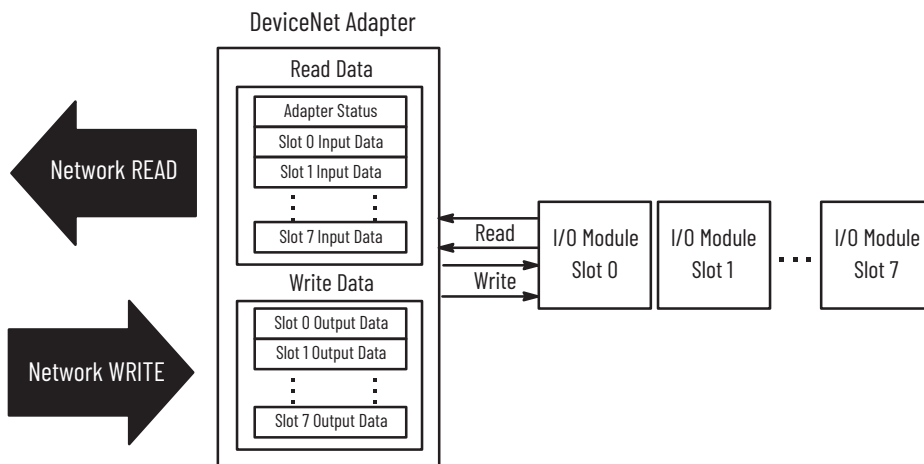 DeviceNet Adapter
Read Data
Adapter Status
Slot 0 Input Data
Slot 1 Input Data
Slot 7 Input Data
Network READ
Write Data
Slot 0 Output Data
Slot 1 Output Data
Slot 7 Output Data
Network WRITE
Read
Write
I/O Module
Slot 0
I/O Module
Slot 1
I/O Module
Slot 7